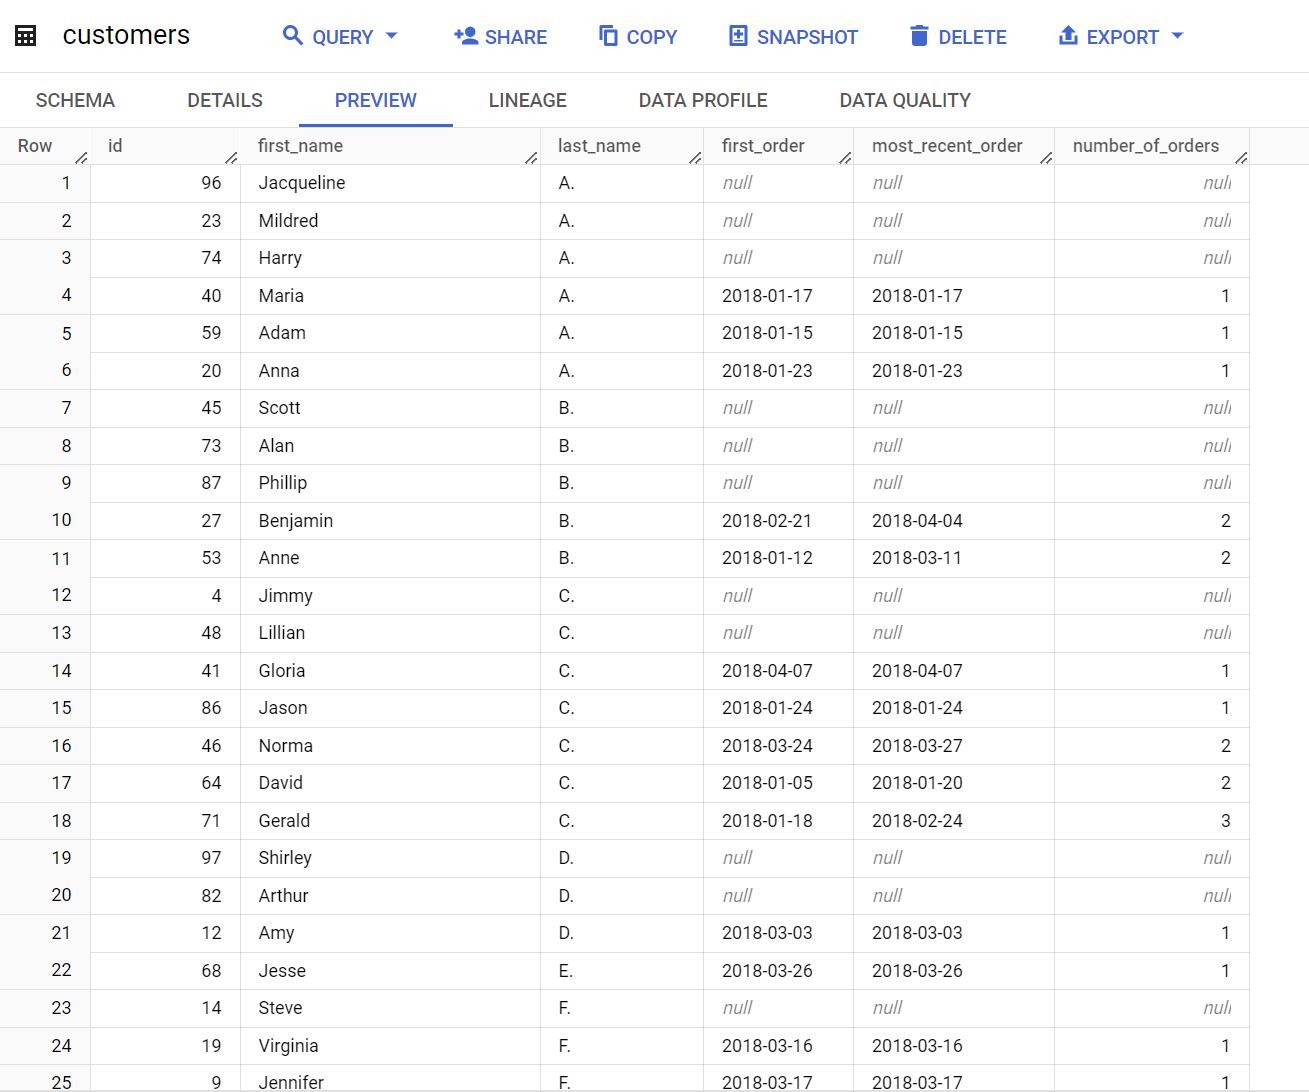 customers QUERY SHARE COPY SNAPSHOT DELETE EXPORT
SCHEMA DETAILS PREVIEW LINEAGE DATA PROFILE DATA QUALITY
Row id first_name last_name first_order most_recent_order number_of_orders
1 96 Jacqueline A. null null null
2 23 Mildred A. null null null
3 74 Harry A. null null null
4 40 Maria A. 2018-01-17 2018-01-17 1
5 59 Adam A. 2018-01-15 2018-01-15 1
6 20 Anna A. 2018-01-23 2018-01-23 1
7 45 Scott B. null null null
8 73 Alan B. null null null
9 87 Phillip B. null null null
10 27 Benjamin B. 2018-02-21 2018-04-04 2
11 53 Anne B. 2018-01-12 2018-03-11 2
12 4 Jimmy C. null null null
13 48 Lillian C. null null null
14 41 Gloria C. 2018-04-07 2018-04-07 1
15 86 Jason C. 2018-01-24 2018-01-24 1
16 46 Norma C. 2018-03-24 2018-03-27 2
17 64 David C. 2018-01-05 2018-01-20 2
18 71 Gerald C. 2018-01-18 2018-02-24 3
19 97 Shirley D. null null null
20 82 Arthur D. null null null
21 12 Amy D. 2018-03-03 2018-03-03 1
22 68 Jesse E. 2018-03-26 2018-03-26 1
23 14 Steve F. null null null
24 19 Virginia F. 2018-03-16 2018-03-16 1
25 9 Jennifer F. 2018-03-17 2018-03-17 1